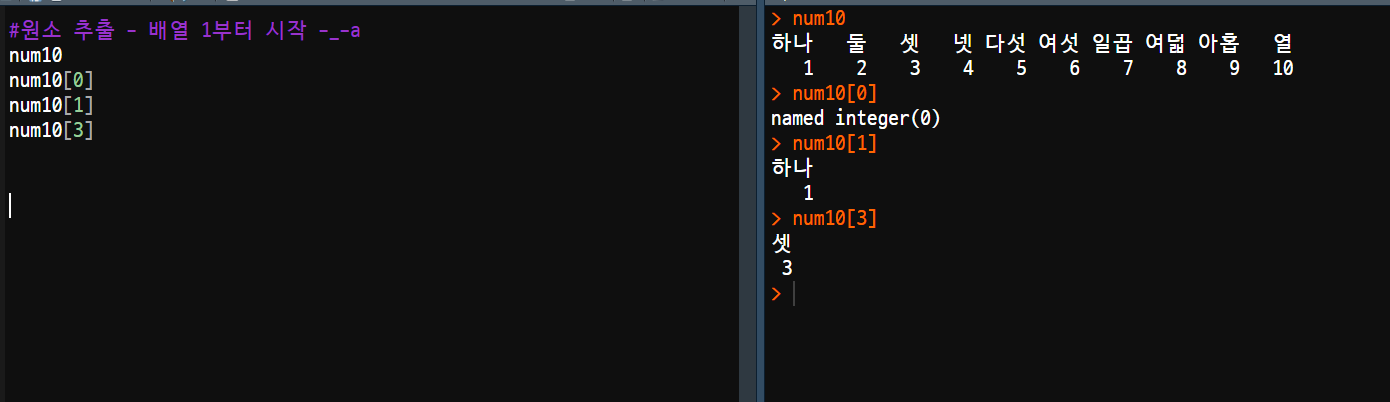 #원소 추출 - 배열 1부터 시작 -_-a
num10
num10[0]
num10[1]
num10[3]
> num10
하나 둘 셋 넷 다섯 여섯 일곱 여덟 아홉 열
1 2 3 4 5 6 7 8 9 10
> num10[0]
named integer(0)
> num10[1]
하나
1
> num10[3]
셋
3
>